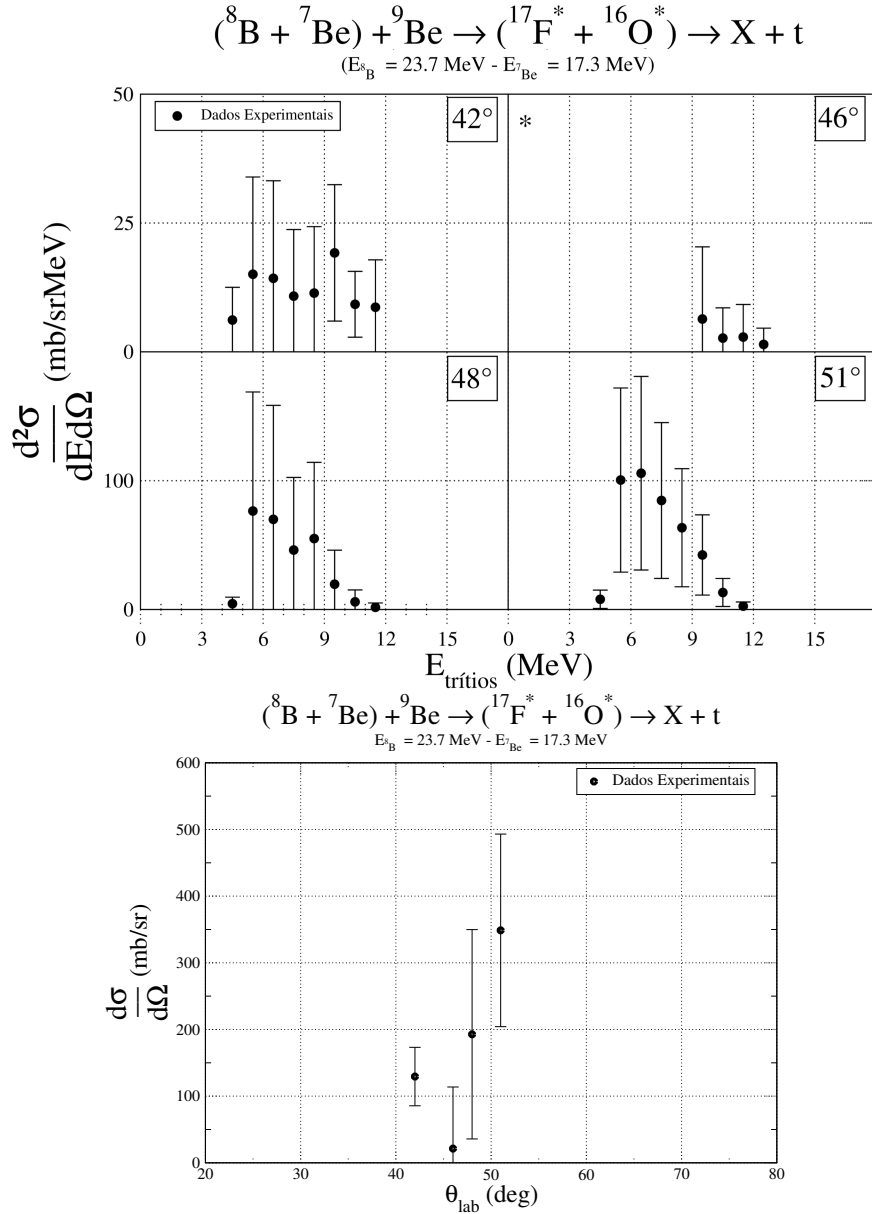 (⁸B + ⁷Be) + ⁹Be → (¹⁷F* + ¹⁶O*) → X + t
(E⁸B = 23.7 MeV - E⁷Be = 17.3 MeV)
50
Dados Experimentais
42°
*
46°
25
0
48°
51°
100
0
d²σ
dEdΩ
(mb/srMeV)
0 3 6 9 12 15 0 3 6 9 12 15
E trítios (MeV)
(⁸B + ⁷Be) + ⁹Be → (¹⁷F* + ¹⁶O*) → X + t
E⁸B = 23.7 MeV - E⁷Be = 17.3 MeV
600
Dados Experimentais
500
400
300
200
100
0
dσ
dΩ
(mb/sr)
20 30 40 50 60 70 80
θlab (deg)